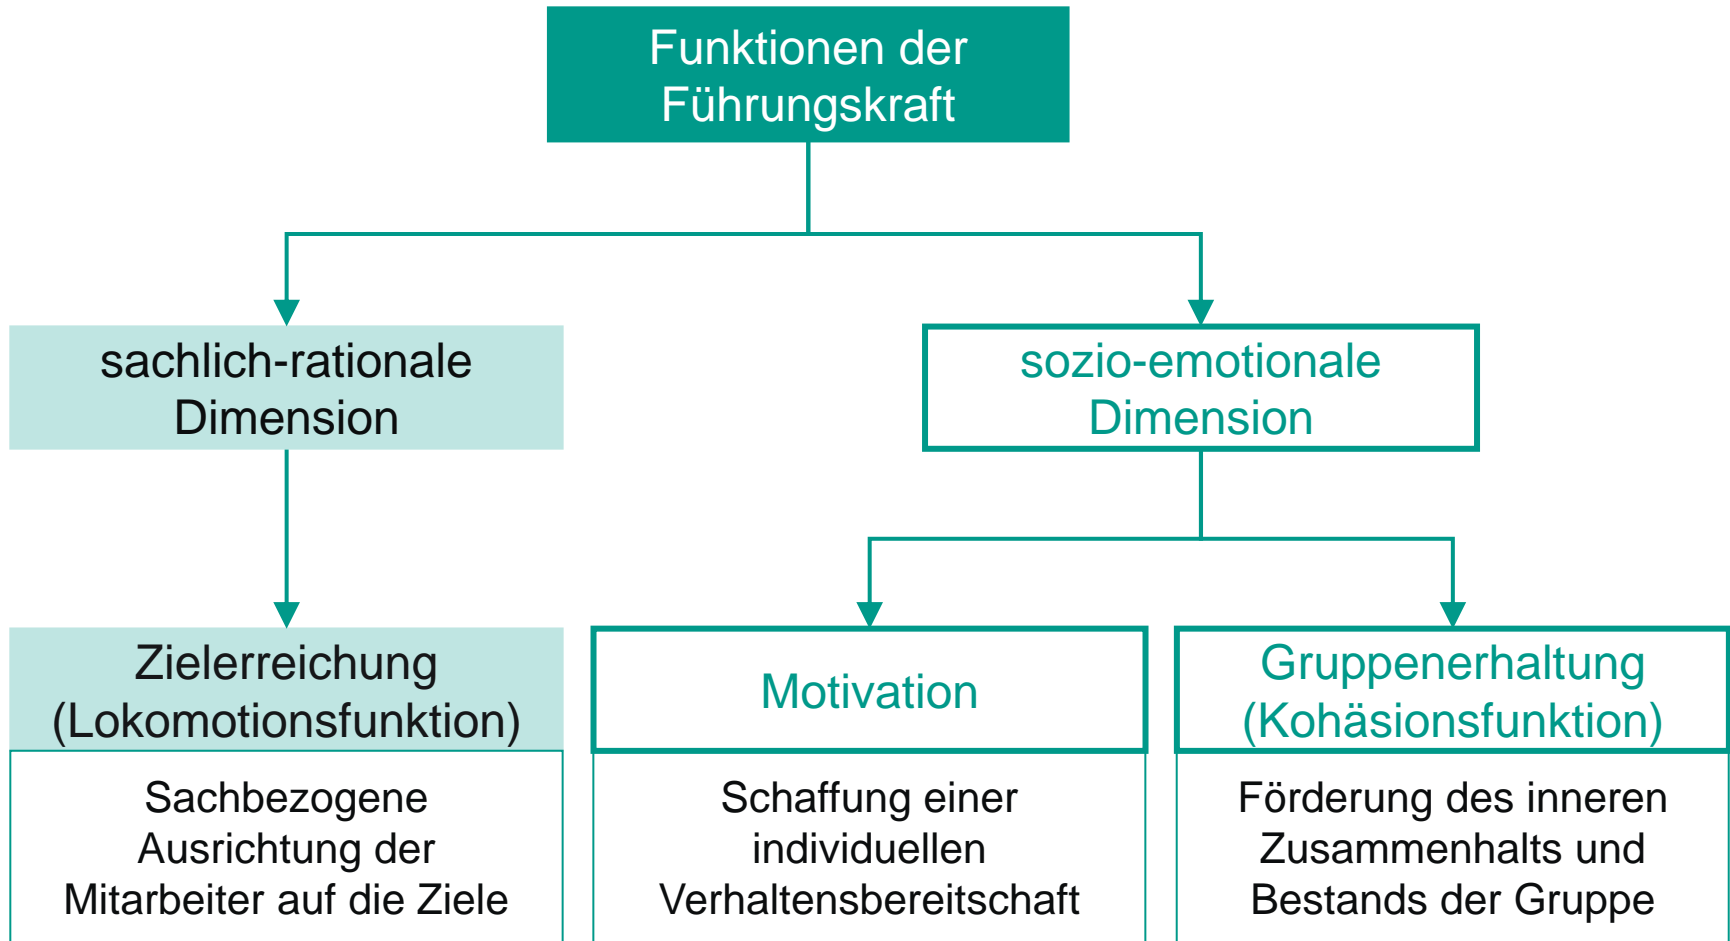 Funktionen der
Führungskraft
sachlich-rationale
Dimension
sozio-emotionale
Dimension
Zielerreichung
(Lokomotionsfunktion)
Sachbezogene
Ausrichtung der
Mitarbeiter auf die Ziele
Motivation
Schaffung einer
individuellen
Verhaltensbereitschaft
Gruppenerhaltung
(Kohäsionsfunktion)
Förderung des inneren
Zusammenhalts und
Bestands der Gruppe